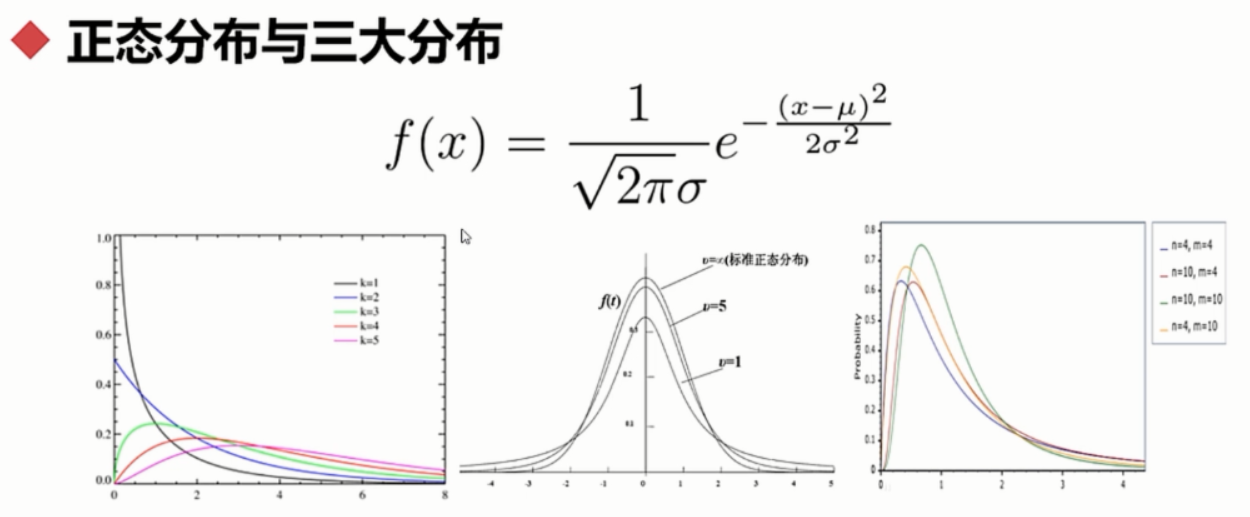 正态分布与三大分布
f(x) = \frac{1}{\sqrt{2\pi}\sigma} e^{-\frac{(x-\mu)^2}{2\sigma^2}}
1.0
0.8
0.6
0.4
0.2
0.0
0 2 4 6 8
k=1
k=2
k=3
k=4
k=5
υ=∞(标准正态分布)
f(t)
υ=5
υ=1
0.3
0.2
0.1
-4 -3 -2 -1 0 1 2 3 4 5
Probability
0.8
0.7
0.6
0.5
0.4
0.3
0.2
0.1
0
0 1 2 3 4
n=4, m=4
n=10, m=4
n=10, m=10
n=4, m=10